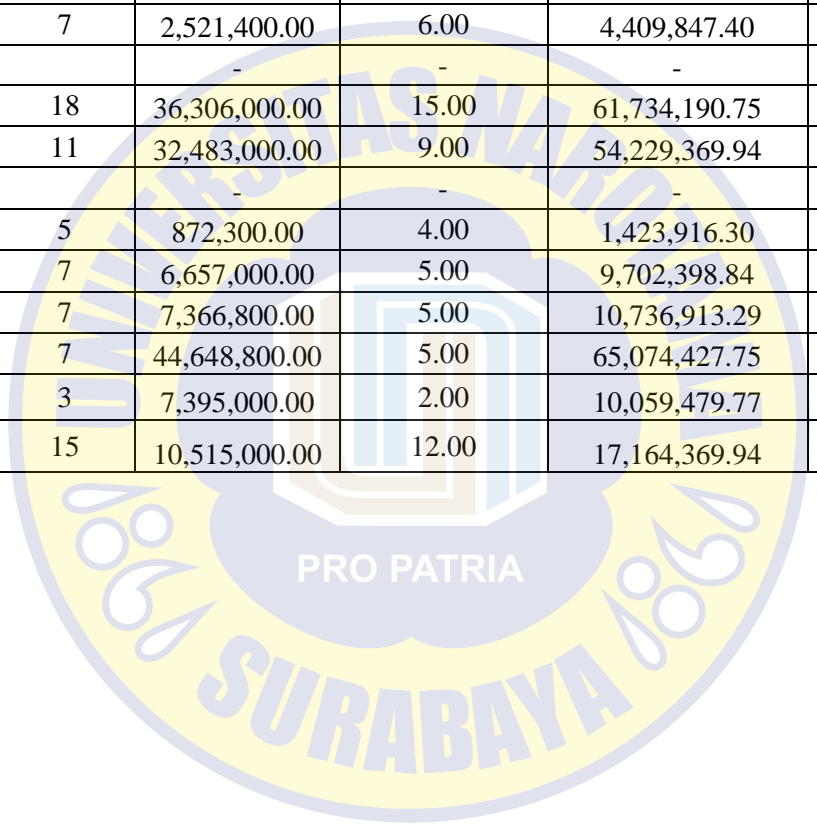 7 2,521,400.00 6.00 4,409,847.40
- - -
18 36,306,000.00 15.00 61,734,190.75
11 32,483,000.00 9.00 54,229,369.94
- - -
5 872,300.00 4.00 1,423,916.30
7 6,657,000.00 5.00 9,702,398.84
7 7,366,800.00 5.00 10,736,913.29
7 44,648,800.00 5.00 65,074,427.75
3 7,395,000.00 2.00 10,059,479.77
15 10,515,000.00 12.00 17,164,369.94
UNIVERSITAS NAROTAMA
PRO PATRIA
SURABAYA